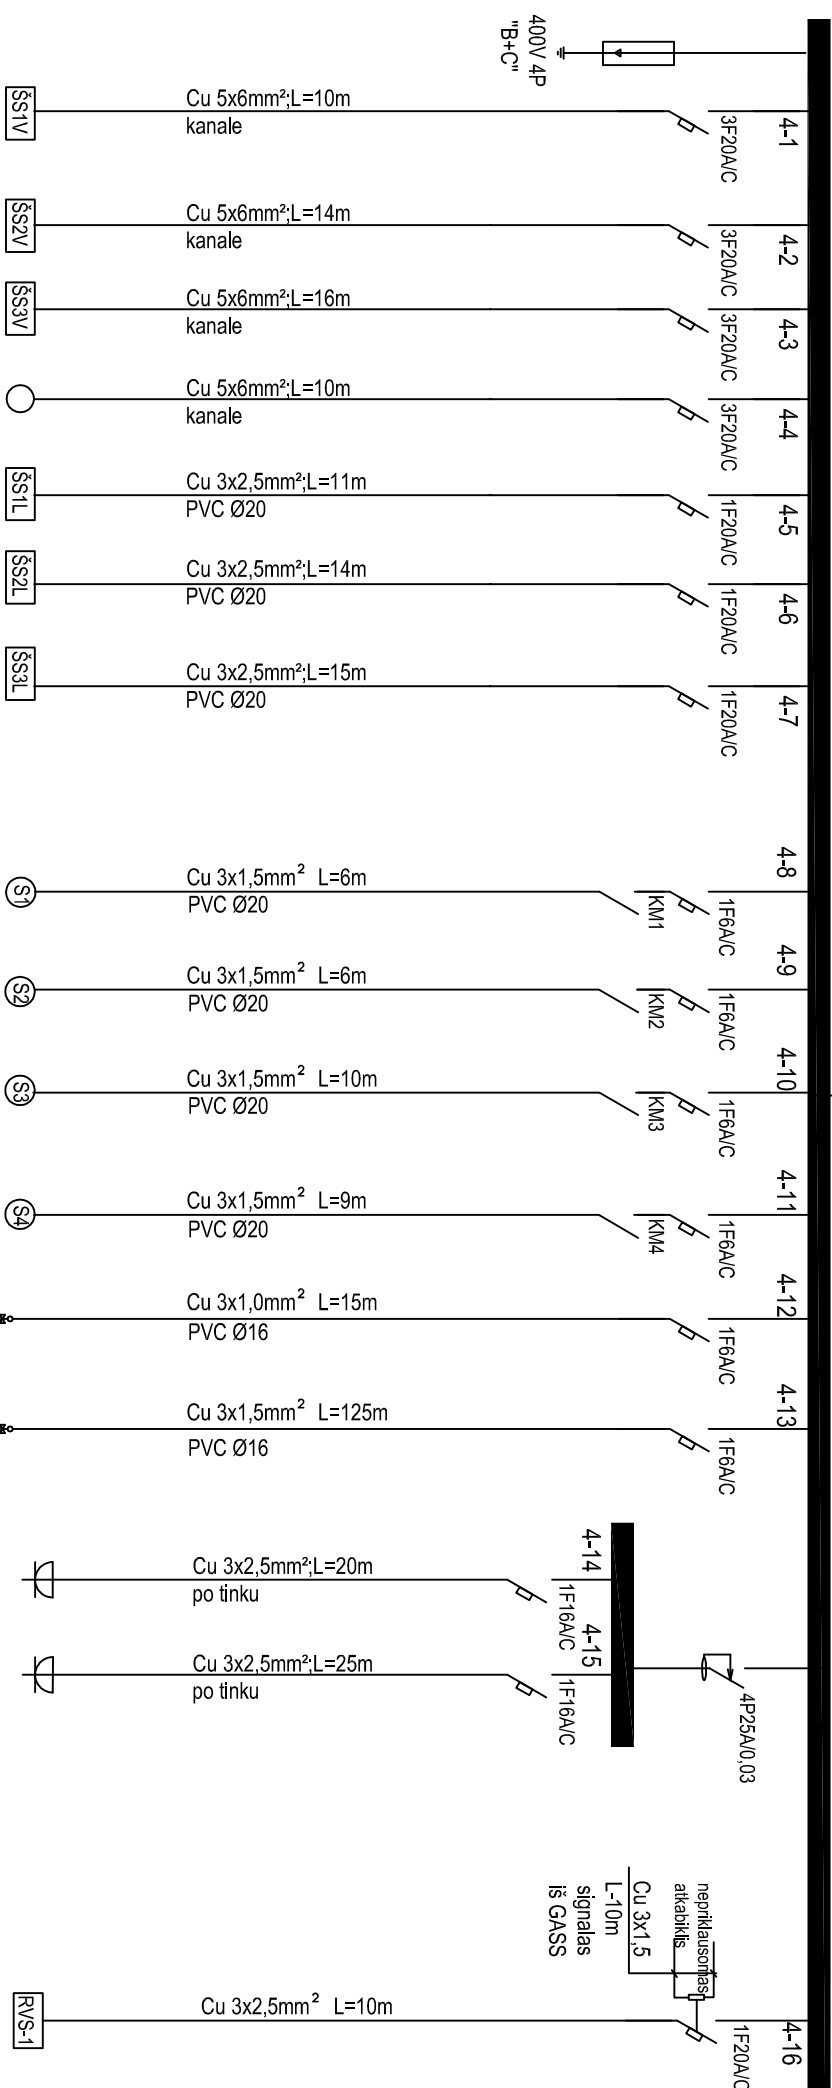 400V 4P
"B+C"
4-1
3F20A/C
Cu 5x6mm²;L=10m
kanale
ŠS1V
4-2
3F20A/C
Cu 5x6mm²;L=14m
kanale
ŠS2V
4-3
3F20A/C
Cu 5x6mm²;L=16m
kanale
ŠS3V
4-4
3F20A/C
Cu 5x6mm²;L=10m
kanale
4-5
1F20A/C
Cu 3x2,5mm²;L=11m
PVC Ø20
ŠS1L
4-6
1F20A/C
Cu 3x2,5mm²;L=14m
PVC Ø20
ŠS2L
4-7
1F20A/C
Cu 3x2,5mm²;L=15m
PVC Ø20
ŠS3L
4-8
1F6A/C
KM1
Cu 3x1,5mm² L=6m
PVC Ø20
S1
4-9
1F6A/C
KM2
Cu 3x1,5mm² L=6m
PVC Ø20
S2
4-10
1F6A/C
KM3
Cu 3x1,5mm² L=10m
PVC Ø20
S3
4-11
1F6A/C
KM4
Cu 3x1,5mm² L=9m
PVC Ø20
S4
4-12
1F6A/C
Cu 3x1,0mm² L=15m
PVC Ø16
4-13
1F6A/C
Cu 3x1,5mm² L=125m
PVC Ø16
4-14
1F16A/C
Cu 3x2,5mm²;L=20m
po tinku
4-15
1F16A/C
Cu 3x2,5mm²;L=25m
po tinku
4P25A/0,03
nepriklausomas
atkabiklis
Cu 3x1,5
L-10m
signalas
iš GASS
4-16
1F20A/C
Cu 3x2,5mm² L=10m
RVS-1